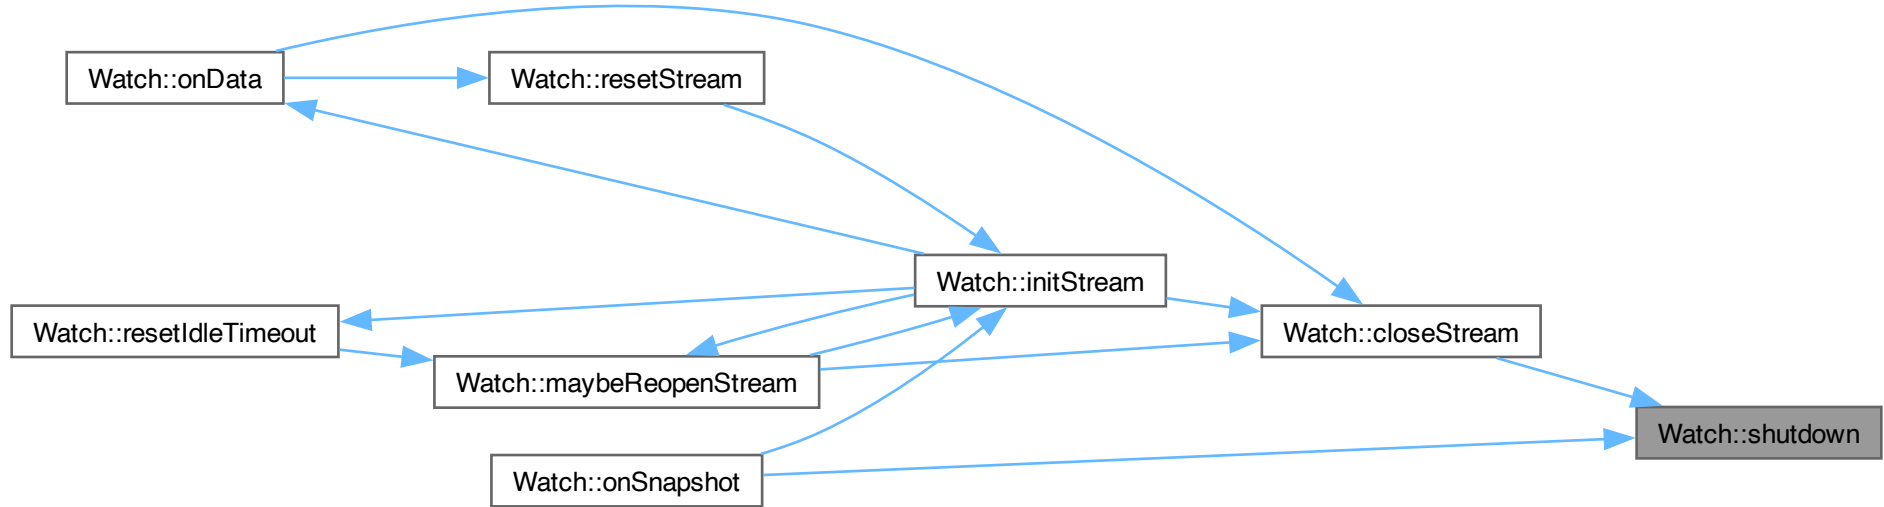 Watch::onData
Watch::resetStream
Watch::initStream
Watch::resetIdleTimeout
Watch::closeStream
Watch::maybeReopenStream
Watch::shutdown
Watch::onSnapshot